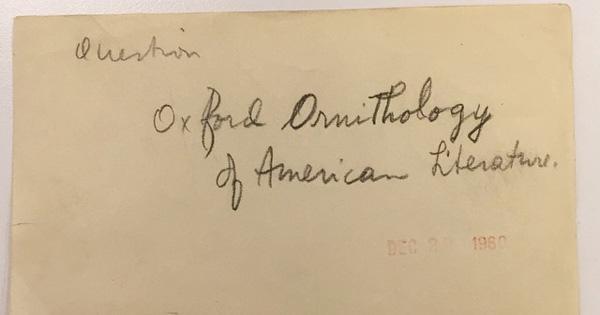 Question
Oxford Ornithology
of American Literature.
DEC 2 1960